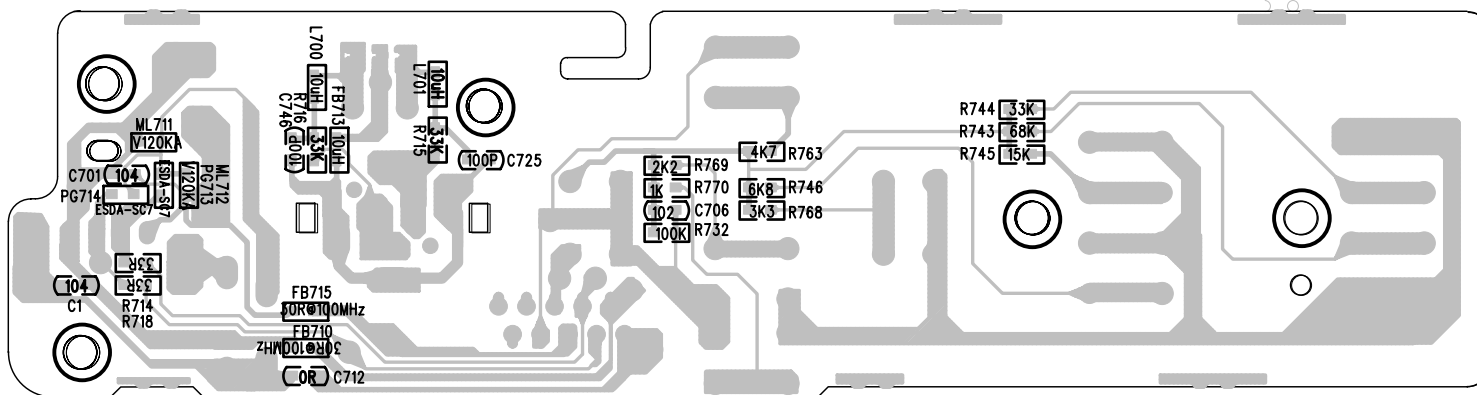 L700
10uH
R716
C746
100P
33K
FB713
10uH
L701
10uH
R715
33K
100P C725
ML711
V120KA
C701 104
PG714
ESDA-SC7
ESDA-SC7
V120KA
ML712
PG713
33R
33R
R714
R718
104
C1
FB715
30R@100MHz
FB710
30R@100MHz
0R C712
2K2 R769
1K R770
102 C706
100K R732
4K7 R763
6K8 R746
3K3 R768
R744 33K
R743 68K
R745 15K